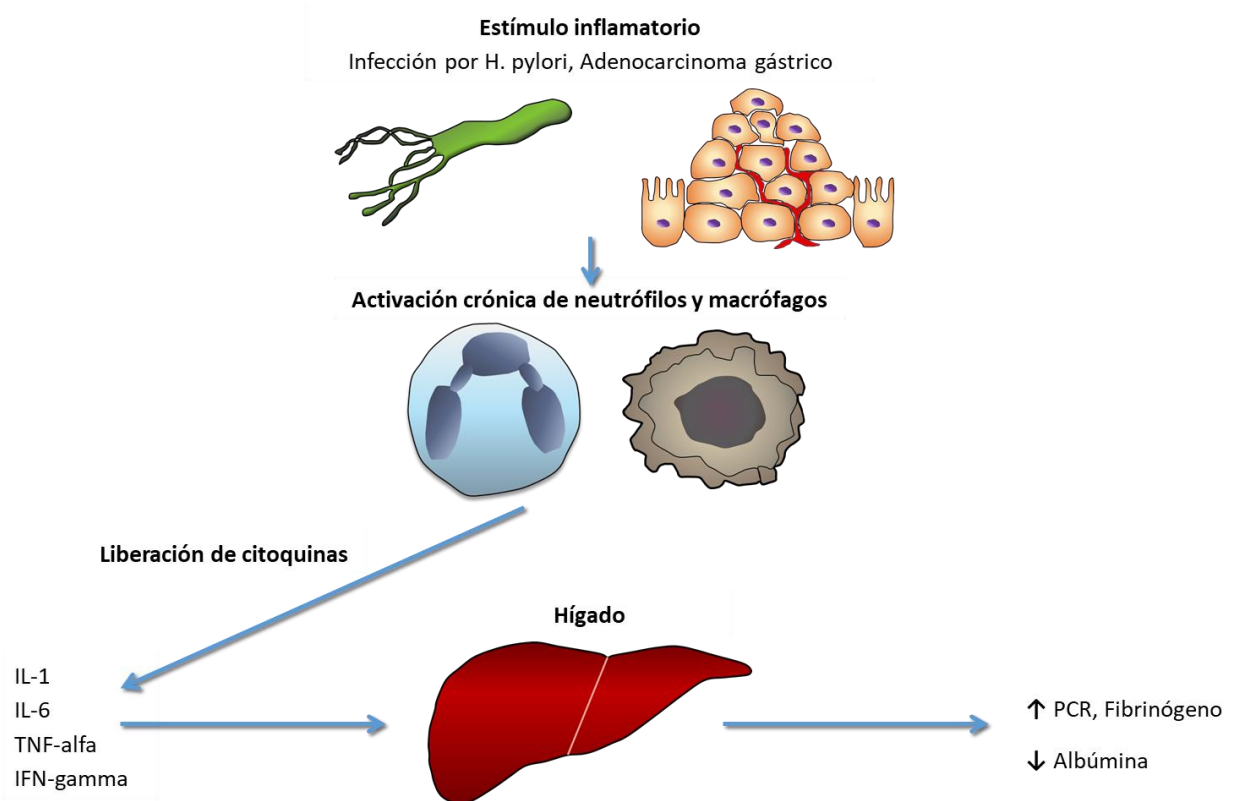 Estímulo inflamatorio
Infección por H. pylori, Adenocarcinoma gástrico
Activación crónica de neutrófilos y macrófagos
Liberación de citoquinas
Hígado
IL-1
IL-6
TNF-alfa
IFN-gamma
↑ PCR, Fibrinógeno
↓ Albúmina